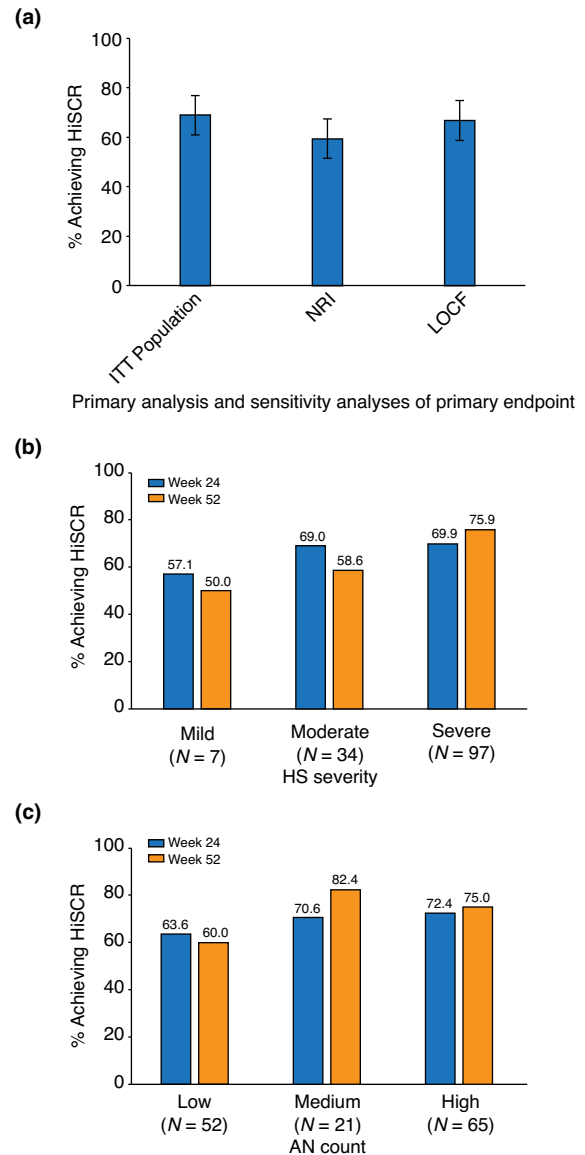 (a)
100
80
60
40
20
0
% Achieving HiSCR
ITT Population
NRI
LOCF
Primary analysis and sensitivity analyses of primary endpoint
(b)
100
80
60
40
20
0
% Achieving HiSCR
Week 24
Week 52
57.1
50.0
69.0
58.6
69.9
75.9
Mild
Moderate
Severe
(N = 7)
(N = 34)
(N = 97)
HS severity
(c)
100
80
60
40
20
0
% Achieving HiSCR
Week 24
Week 52
63.6
60.0
70.6
82.4
72.4
75.0
Low
Medium
High
(N = 52)
(N = 21)
(N = 65)
AN count